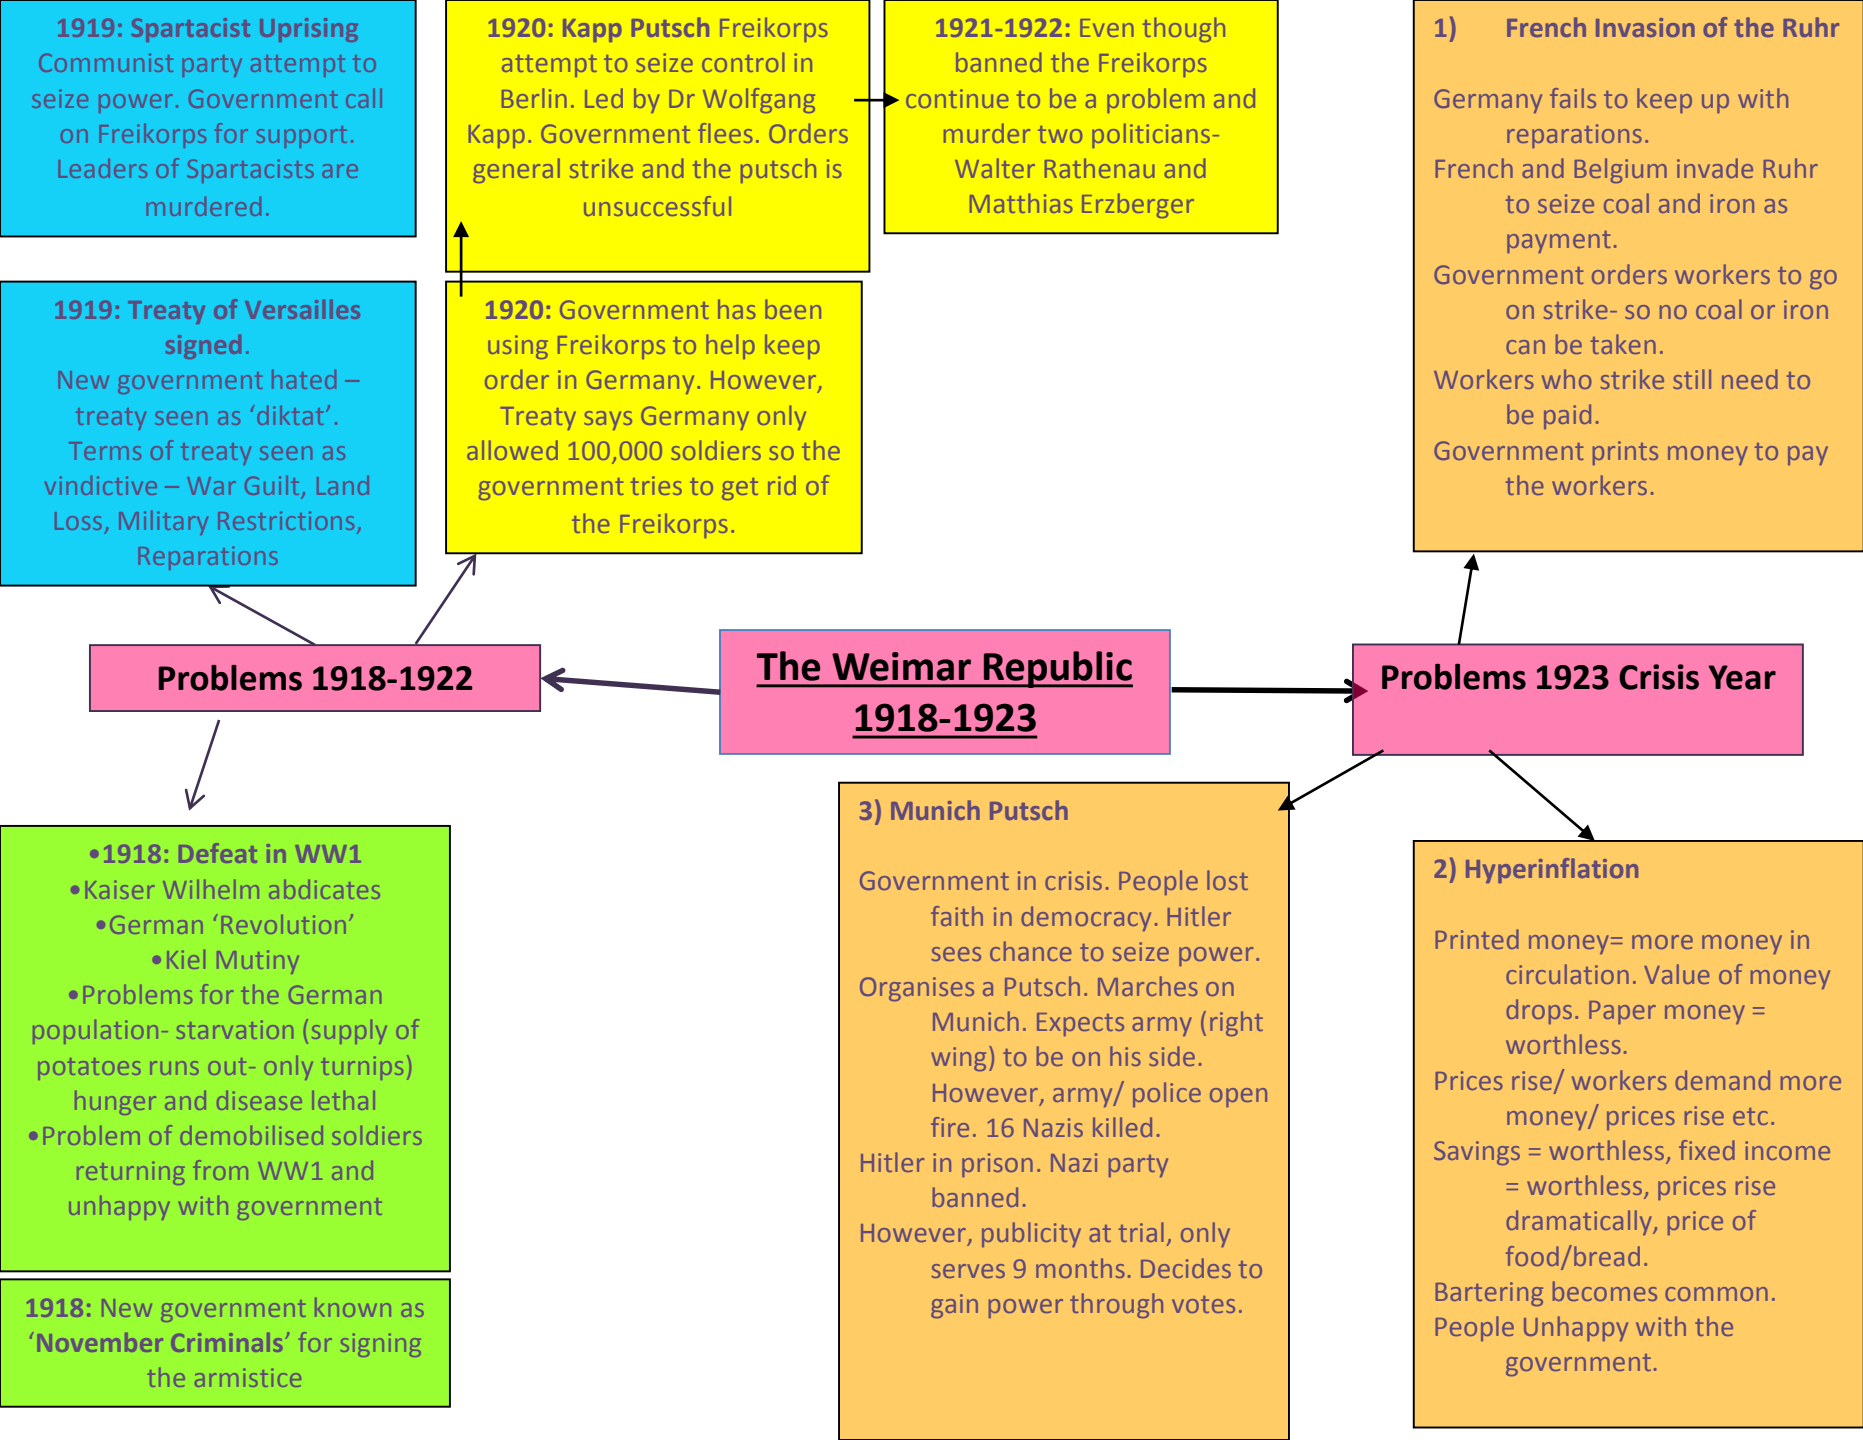 1919: Spartacist Uprising
Communist party attempt to
seize power. Government call
on Freikorps for support.
Leaders of Spartacists are
murdered.
1920: Kapp Putsch Freikorps
attempt to seize control in
Berlin. Led by Dr Wolfgang
Kapp. Government flees. Orders
general strike and the putsch is
unsuccessful
1921-1922: Even though
banned the Freikorps
continue to be a problem and
murder two politicians-
Walter Rathenau and
Matthias Erzberger
1) French Invasion of the Ruhr
Germany fails to keep up with
reparations.
French and Belgium invade Ruhr
to seize coal and iron as
payment.
Government orders workers to go
on strike- so no coal or iron
can be taken.
Workers who strike still need to
be paid.
Government prints money to pay
the workers.
1919: Treaty of Versailles
signed.
New government hated –
treaty seen as ‘diktat’.
Terms of treaty seen as
vindictive – War Guilt, Land
Loss, Military Restrictions,
Reparations
1920: Government has been
using Freikorps to help keep
order in Germany. However,
Treaty says Germany only
allowed 100,000 soldiers so the
government tries to get rid of
the Freikorps.
Problems 1918-1922
The Weimar Republic
1918-1923
Problems 1923 Crisis Year
•1918: Defeat in WW1
•Kaiser Wilhelm abdicates
•German ‘Revolution’
•Kiel Mutiny
•Problems for the German
population- starvation (supply of
potatoes runs out- only turnips)
hunger and disease lethal
•Problem of demobilised soldiers
returning from WW1 and
unhappy with government
1918: New government known as
‘November Criminals’ for signing
the armistice
3) Munich Putsch
Government in crisis. People lost
faith in democracy. Hitler
sees chance to seize power.
Organises a Putsch. Marches on
Munich. Expects army (right
wing) to be on his side.
However, army/ police open
fire. 16 Nazis killed.
Hitler in prison. Nazi party
banned.
However, publicity at trial, only
serves 9 months. Decides to
gain power through votes.
2) Hyperinflation
Printed money= more money in
circulation. Value of money
drops. Paper money =
worthless.
Prices rise/ workers demand more
money/ prices rise etc.
Savings = worthless, fixed income
= worthless, prices rise
dramatically, price of
food/bread.
Bartering becomes common.
People Unhappy with the
government.